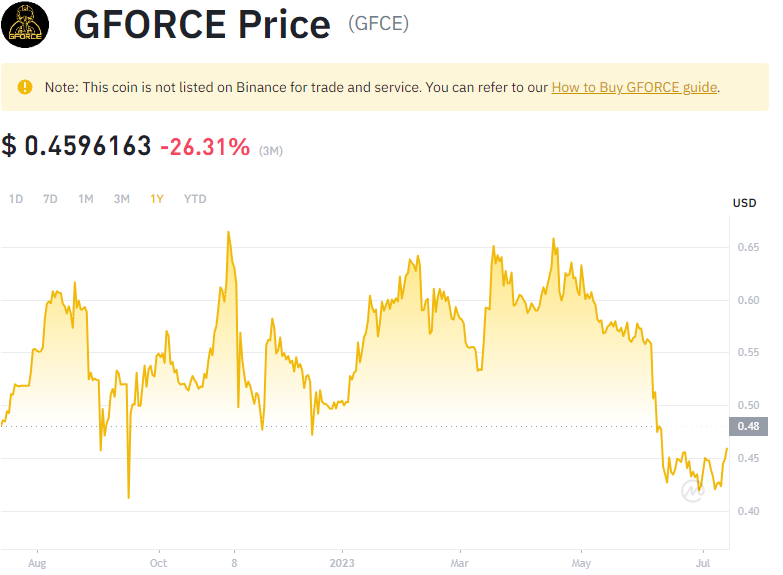 GFORCE
GFORCE Price (GFCE)
Note: This coin is not listed on Binance for trade and service. You can refer to our How to Buy GFORCE guide.
$ 0.4596163 -26.31% (3M)
1D 7D 1M 3M 1Y YTD
USD
0.65
0.60
0.55
0.50
0.48
0.45
0.40
Aug Oct 8 2023 Mar May Jul